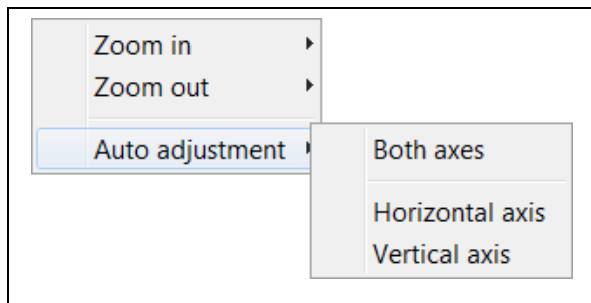 Zoom in
Zoom out
Auto adjustment
Both axes
Horizontal axis
Vertical axis